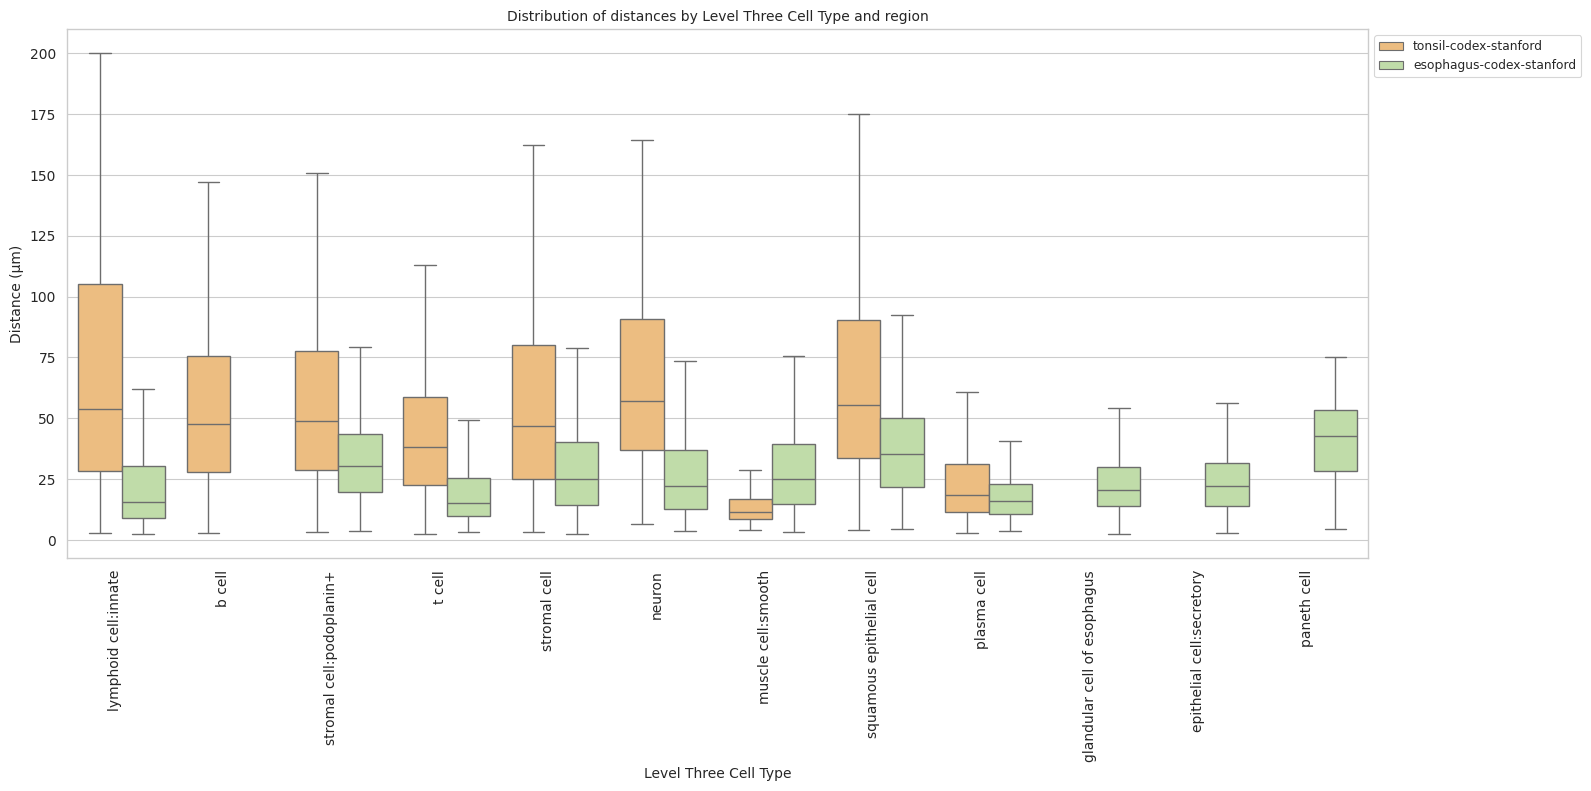 Distribution of distances by Level Three Cell Type and region
tonsil-codex-stanford
esophagus-codex-stanford
Distance (µm)
200
175
150
125
100
75
50
25
0
lymphoid cell:innate
b cell
stromal cell:podoplanin+
t cell
stromal cell
neuron
muscle cell:smooth
squamous epithelial cell
plasma cell
glandular cell of esophagus
epithelial cell:secretory
paneth cell
Level Three Cell Type